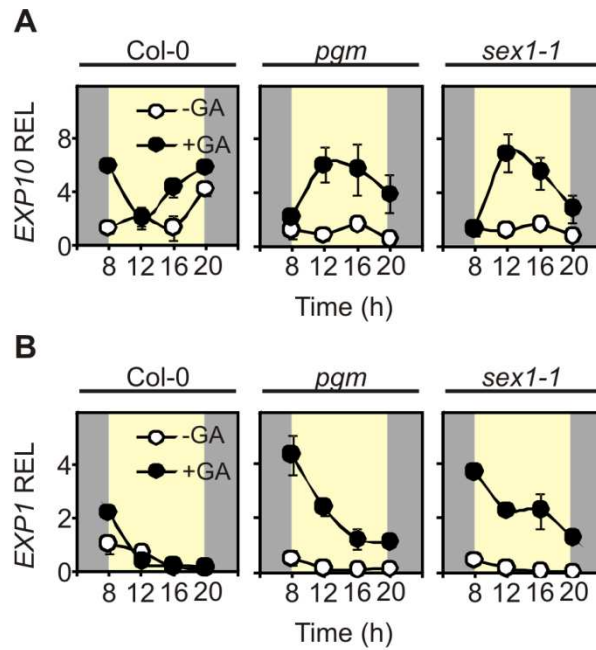 A
Col-0 pgm sex1-1
-GA
+GA
EXP10 REL
8
4
0
8 12 16 20 8 12 16 20 8 12 16 20
Time (h)
B
Col-0 pgm sex1-1
-GA
+GA
EXP1 REL
4
2
0
8 12 16 20 8 12 16 20 8 12 16 20
Time (h)